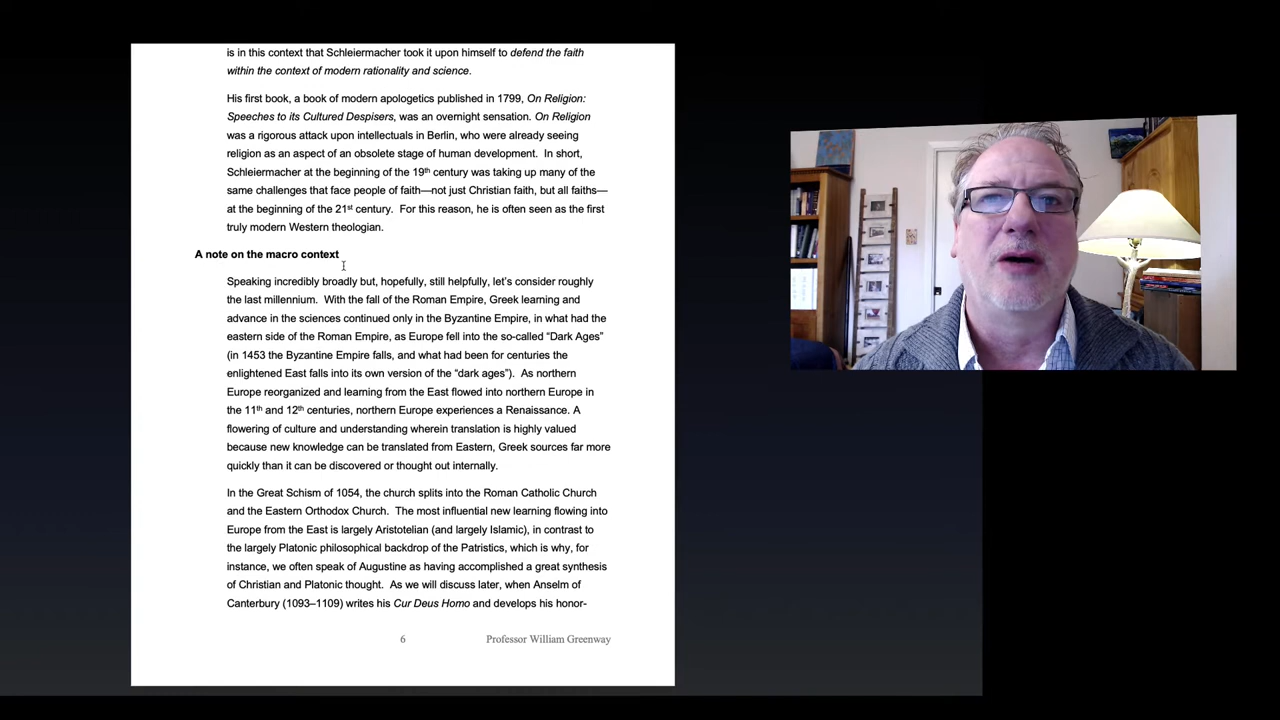 is in this context that Schleiermacher took it upon himself to defend the faith
within the context of modern rationality and science.
His first book, a book of modern apologetics published in 1799, On Religion:
Speeches to its Cultured Despisers, was an overnight sensation. On Religion
was a rigorous attack upon intellectuals in Berlin, who were already seeing
religion as an aspect of an obsolete stage of human development. In short,
Schleiermacher at the beginning of the 19th century was taking up many of the
same challenges that face people of faith—not just Christian faith, but all faiths—
at the beginning of the 21st century. For this reason, he is often seen as the first
truly modern Western theologian.
A note on the macro context
Speaking incredibly broadly but, hopefully, still helpfully, let's consider roughly
the last millennium. With the fall of the Roman Empire, Greek learning and
advance in the sciences continued only in the Byzantine Empire, in what had the
eastern side of the Roman Empire, as Europe fell into the so-called “Dark Ages”
(in 1453 the Byzantine Empire falls, and what had been for centuries the
enlightened East falls into its own version of the “dark ages”). As northern
Europe reorganized and learning from the East flowed into northern Europe in
the 11th and 12th centuries, northern Europe experiences a Renaissance. A
flowering of culture and understanding wherein translation is highly valued
because new knowledge can be translated from Eastern, Greek sources far more
quickly than it can be discovered or thought out internally.
In the Great Schism of 1054, the church splits into the Roman Catholic Church
and the Eastern Orthodox Church. The most influential new learning flowing into
Europe from the East is largely Aristotelian (and largely Islamic), in contrast to
the largely Platonic philosophical backdrop of the Patristics, which is why, for
instance, we often speak of Augustine as having accomplished a great synthesis
of Christian and Platonic thought. As we will discuss later, when Anselm of
Canterbury (1093–1109) writes his Cur Deus Homo and develops his honor-
6 Professor William Greenway